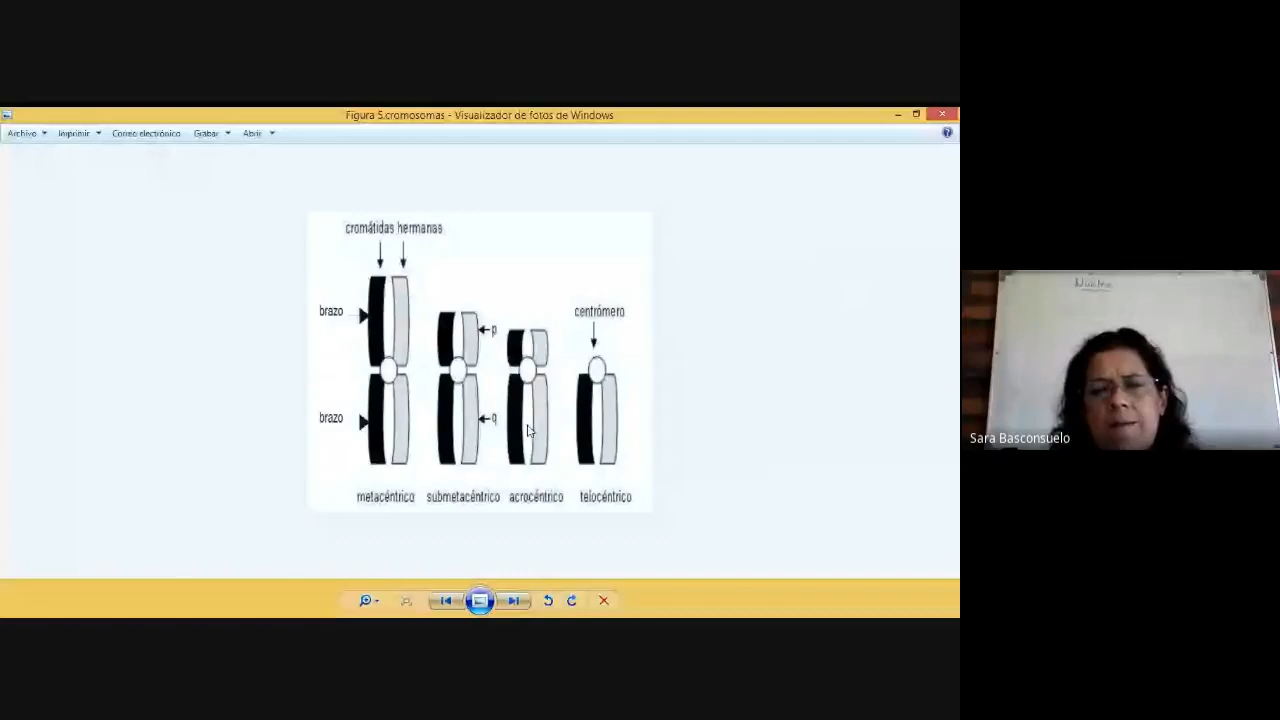 Figura 5.cromosomas - Visualizador de fotos de Windows
Archivo Imprimir Correo electrónico Grabar Abrir
cromátidas hermanas
brazo
centrómero
p
brazo
q
metacéntrico submetacéntrico acrocéntrico telocéntrico
Sara Basconsuelo